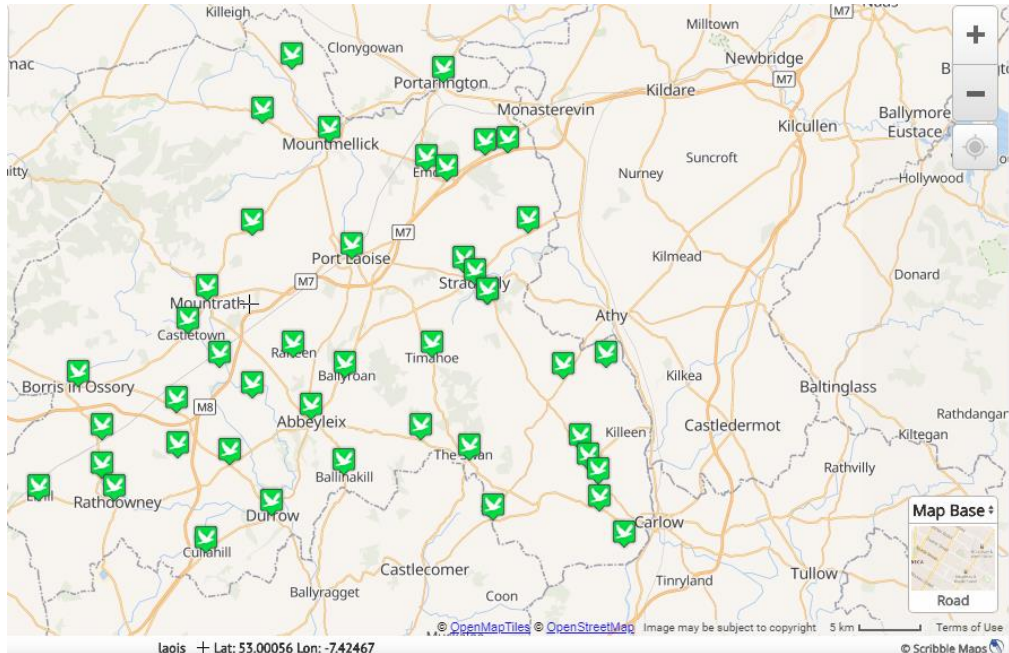 Killeigh
Milltown
M7
Naas
Clonygowan
Newbridge
mac
Portarlington
M7
Kildare
Monasterevin
Ballymore
Eustace
Kilcullen
Mountmellick
Suncroft
Nurney
Hollywood
M7
Port Laoise
Kilmead
M7
Donard
Mountrath
Athy
Castletown
Timahoe
Ballyroan
Kilkea
Baltinglass
Borris in Ossory
M8
Abbeyleix
Castledermot
Rathdangan
Killeen
Kiltegan
Rathvilly
Ballinakill
Rathdowney
Map Base
Durrow
Carlow
Cullahill
Castlecomer
Tinryland
Tullow
Ballyragget
Coon
Road
© OpenMapTiles © OpenStreetMap Image may be subject to copyright 5 km Terms of Use
laois Lat: 53.00056 Lon: -7.42467
© Scribble Maps